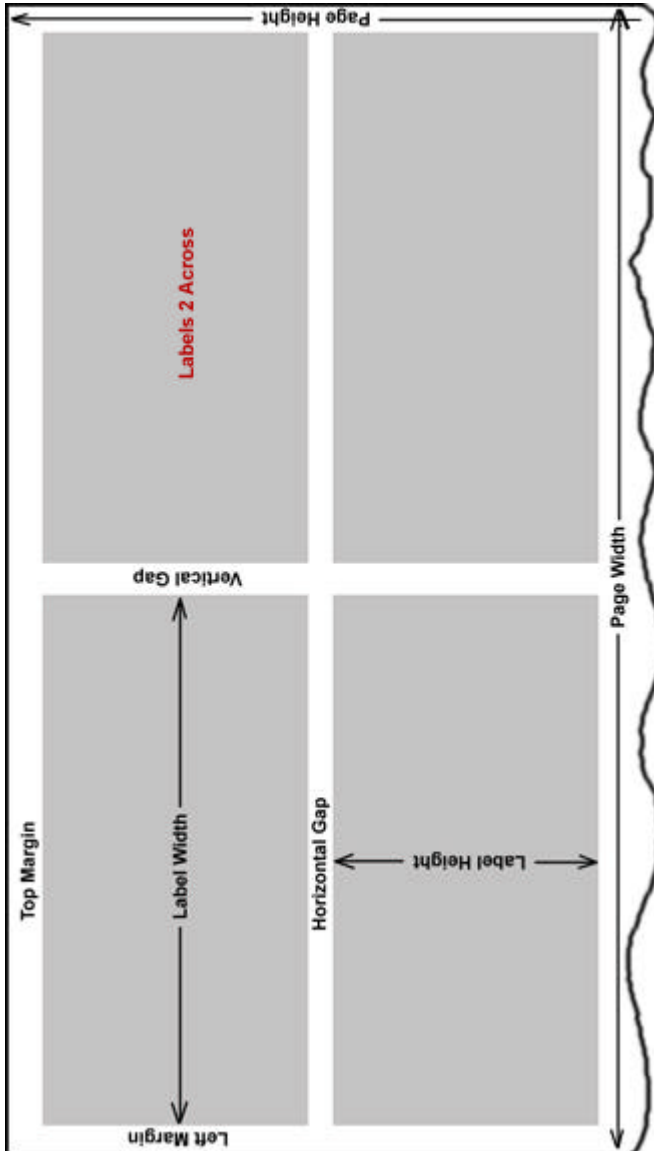 Top Margin
Left Margin
Label Width
Vertical Gap
Labels 2 Across
Page Height
Horizontal Gap
Label Height
Page Width